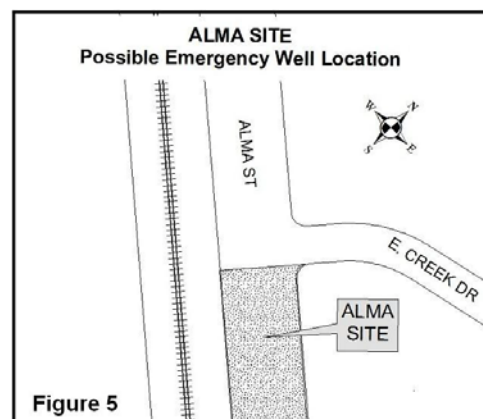 ALMA SITE
Possible Emergency Well Location
W N
S E
ALMA ST
E. CREEK DR
ALMA
SITE
Figure 5